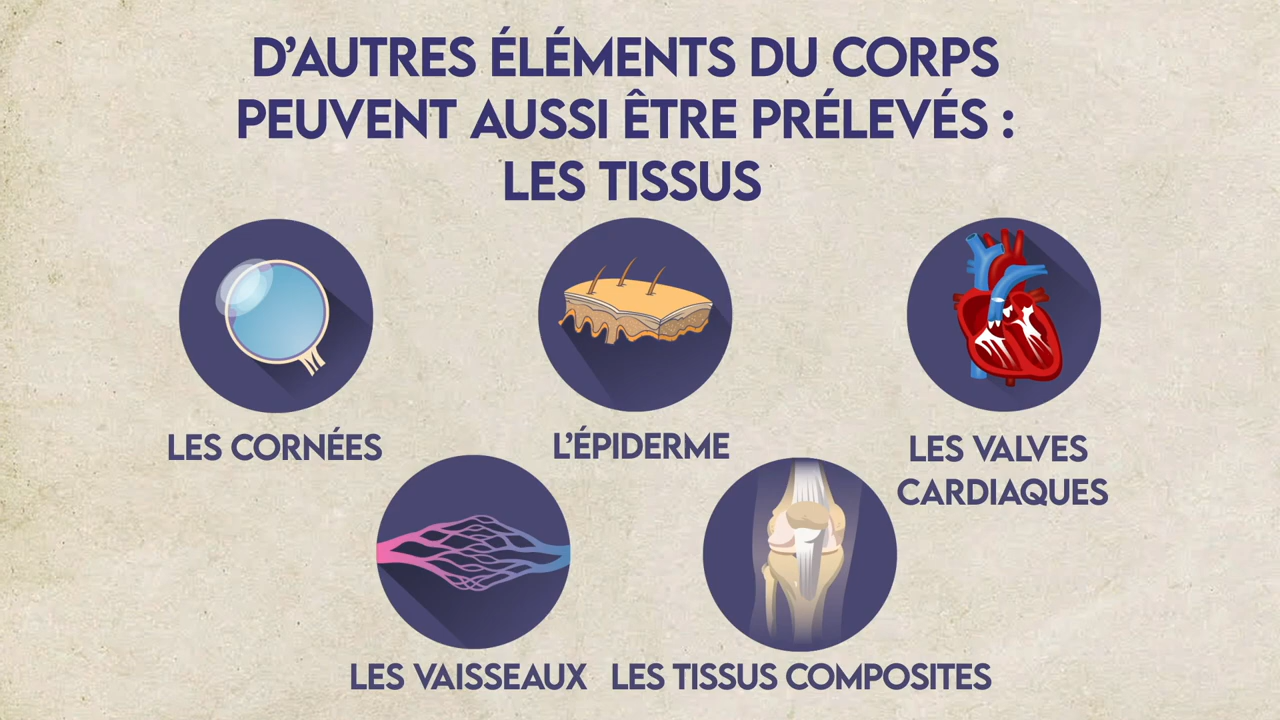 D'AUTRES ÉLÉMENTS DU CORPS
PEUVENT AUSSI ÊTRE PRÉLEVÉS :
LES TISSUS
LES CORNÉES
L'ÉPIDERME
LES VALVES
CARDIAQUES
LES VAISSEAUX
LES TISSUS COMPOSITES